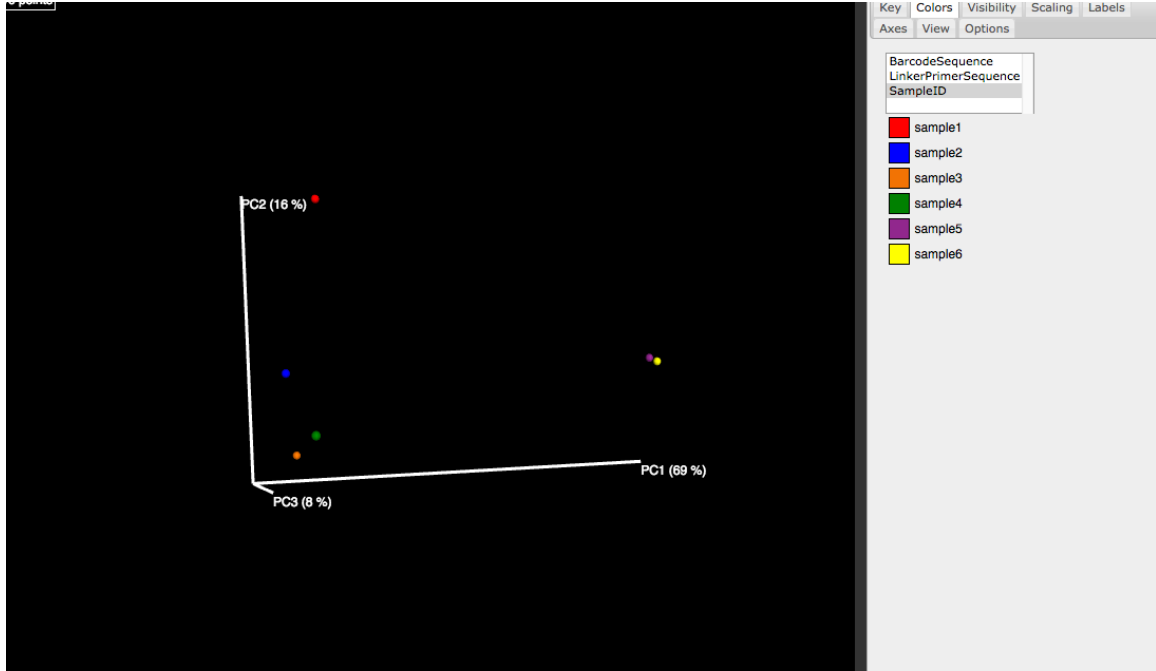 points
Key Colors Visibility Scaling Labels
Axes View Options
BarcodeSequence
LinkerPrimerSequence
SampleID
sample1
sample2
sample3
sample4
sample5
sample6
PC2 (16 %)
PC1 (69 %)
PC3 (8 %)